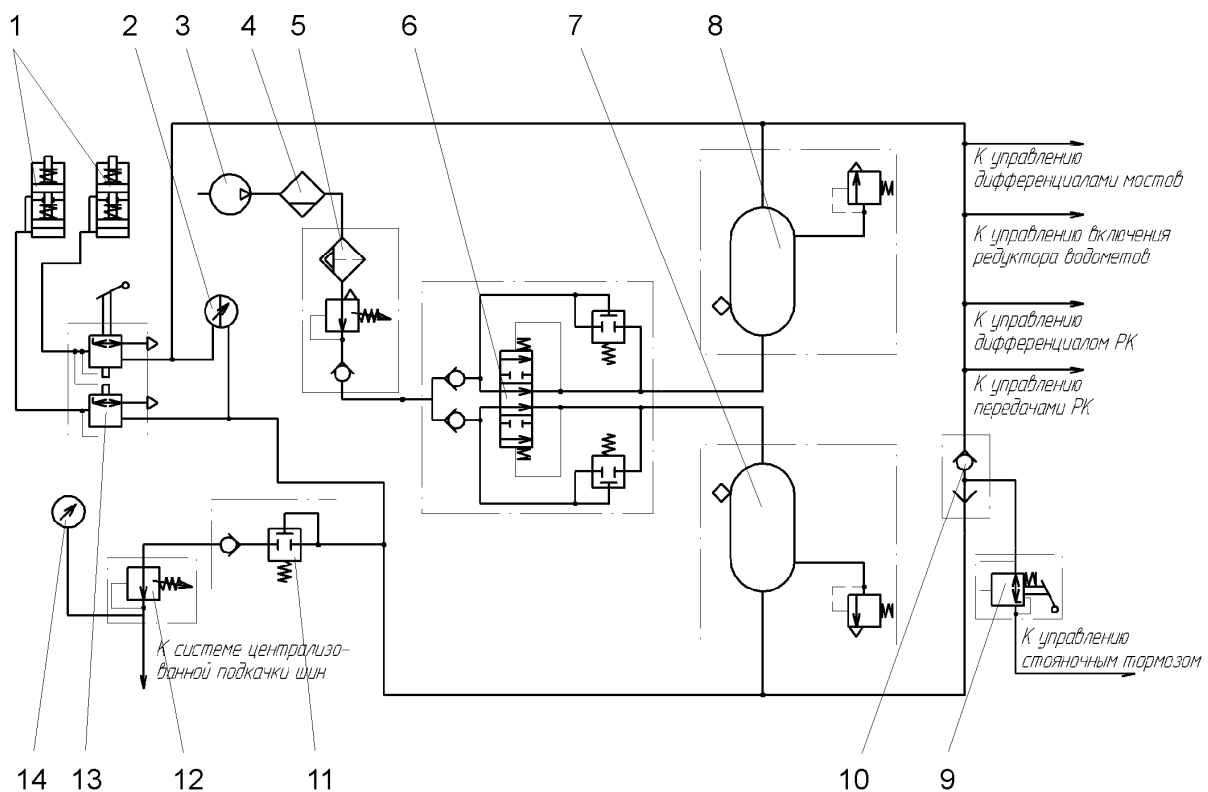 1 2 3 4 5 6 7 8
К управлению
дифференциалами мостов
К управлению включения
редуктора водометов
К управлению
дифференциалом РК
К управлению
передачами РК
К управлению
стояночным тормозом
К системе централизо-
ванной подкачки шин
14 13 12 11 10 9